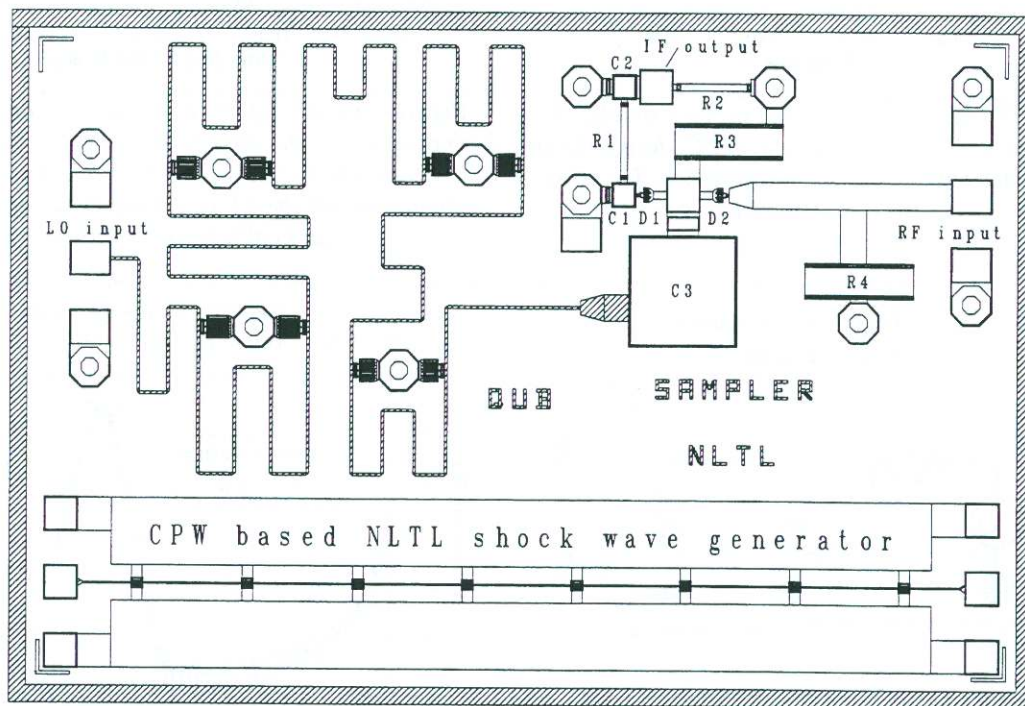 IF output
C2
R2
R1
R3
LO input
C1 D1 D2
RF input
C3
R4
QUB
SAMPLER
NLTL
CPW based NLTL shock wave generator